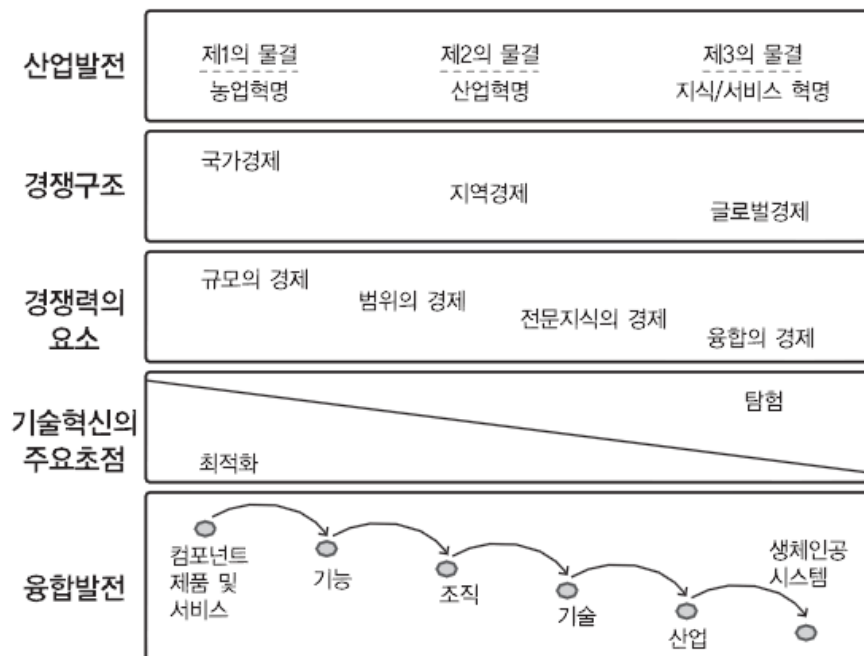 산업발전
제1의 물결
농업혁명
제2의 물결
산업혁명
제3의 물결
지식/서비스 혁명
경쟁구조
국가경제
지역경제
글로벌경제
경쟁력의
요소
규모의 경제
범위의 경제
전문지식의 경제
융합의 경제
기술혁신의
주요초점
최적화
탐험
융합발전
컴포넌트
제품 및
서비스
기능
조직
기술
산업
생체인공
시스템